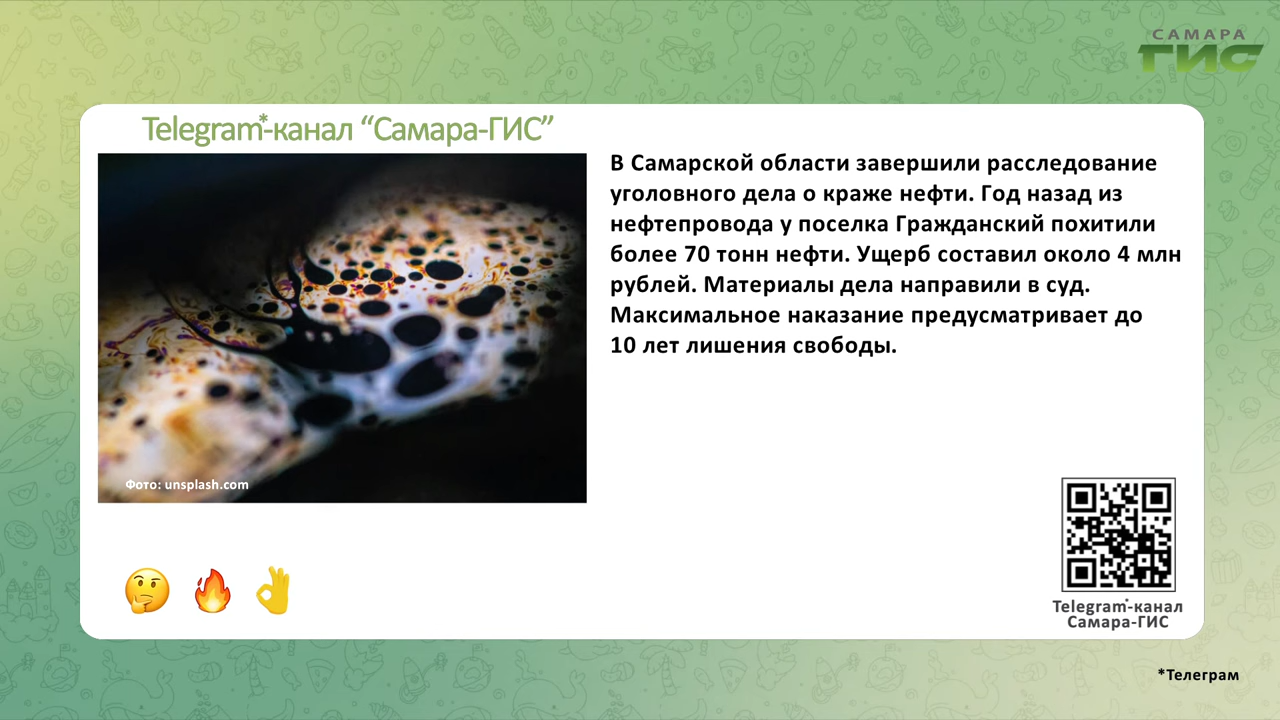 САМАРА
ГИС
Telegram*-канал “Самара-ГИС”
В Самарской области завершили расследование
уголовного дела о краже нефти. Год назад из
нефтепровода у поселка Гражданский похитили
более 70 тонн нефти. Ущерб составил около 4 млн
рублей. Материалы дела направили в суд.
Максимальное наказание предусматривает до
10 лет лишения свободы.
Фото: unsplash.com
Telegram*-канал
Самара-ГИС
*Телеграм